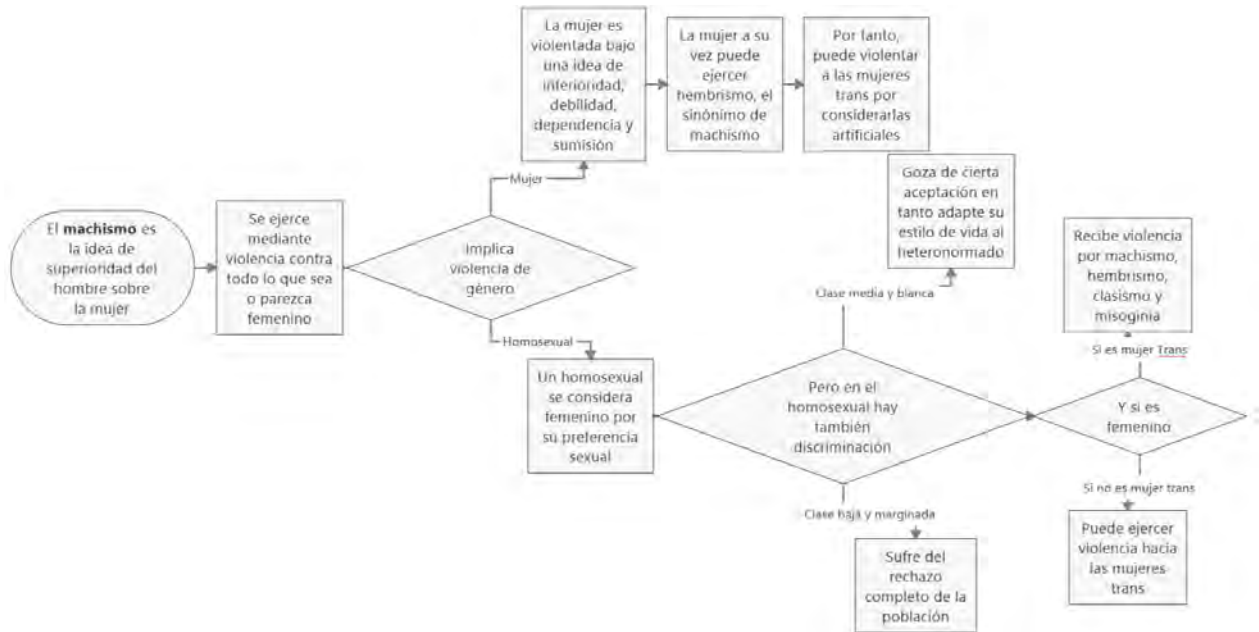 El machismo es
la idea de
superioridad del
hombre sobre
la mujer
Se ejerce
mediante
violencia contra
todo lo que sea
o parezca
femenino
Implica
violencia de
género
Mujer
La mujer es
violentada bajo
una idea de
inferioridad,
debilidad,
dependencia y
sumisión
La mujer a su
vez puede
ejercer
hembrismo, el
sinónimo de
machismo
Por tanto,
puede violentar
a las mujeres
trans por
considerarlas
artificiales
Homosexual
Un homosexual
se considera
femenino por
su preferencia
sexual
Pero en el
homosexual hay
también
discriminación
Clase media y blanca
Goza de cierta
aceptación en
tanto adapte su
estilo de vida al
heteronormado
Clase baja y marginada
Sufre del
rechazo
completo de la
población
Y si es
femenino
Si es mujer Trans
Recibe violencia
por machismo,
hembrismo,
clasismo y
misoginia
Si no es mujer trans
Puede ejercer
violencia hacia
las mujeres
trans